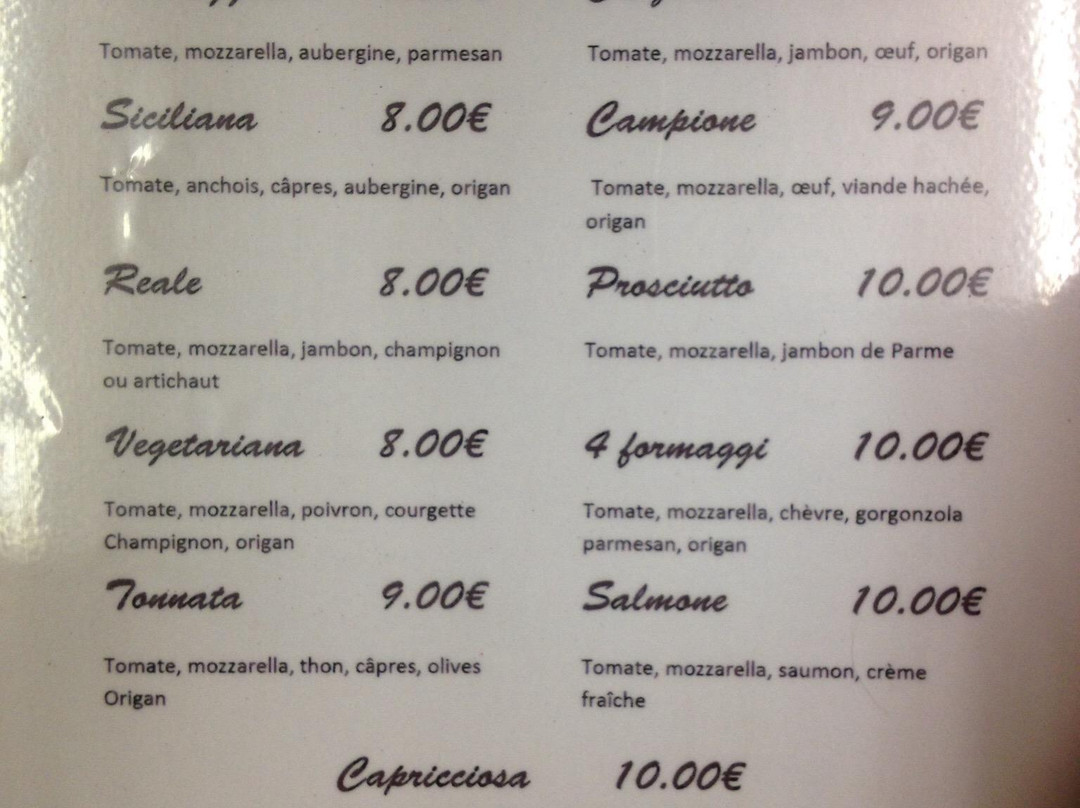 Tomate, mozzarella, aubergine, parmesan
Siciliana 8.00€
Tomate, anchois, câpres, aubergine, origan
Reale 8.00€
Tomate, mozzarella, jambon, champignon
ou artichaut
Vegetariana 8.00€
Tomate, mozzarella, poivron, courgette
Champignon, origan
Tonnata 9.00€
Tomate, mozzarella, thon, câpres, olives
Origan
Tomate, mozzarella, jambon, œuf, origan
Campione 9.00€
Tomate, mozzarella, œuf, viande hachée,
origan
Prosciutto 10.00€
Tomate, mozzarella, jambon de Parme
4 formaggi 10.00€
Tomate, mozzarella, chèvre, gorgonzola
parmesan, origan
Salmone 10.00€
Tomate, mozzarella, saumon, crème
fraîche
Capricciosa 10.00€